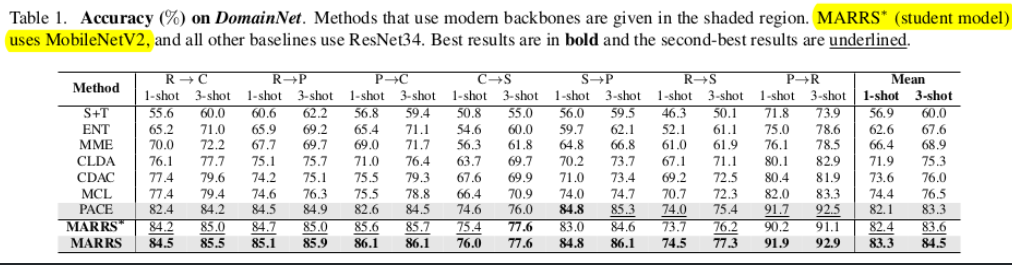 Table 1. Accuracy (%) on DomainNet. Methods that use modern backbones are given in the shaded region. MARRS* (student model)
uses MobileNetV2, and all other baselines use ResNet34. Best results are in bold and the second-best results are underlined.
Method R → C R→P P→C C→S S→P R→S P→R Mean
1-shot 3-shot 1-shot 3-shot 1-shot 3-shot 1-shot 3-shot 1-shot 3-shot 1-shot 3-shot 1-shot 3-shot 1-shot 3-shot
S+T 55.6 60.0 60.6 62.2 56.8 59.4 50.8 55.0 56.0 59.5 46.3 50.1 71.8 73.9 56.9 60.0
ENT 65.2 71.0 65.9 69.2 65.4 71.1 54.6 60.0 59.7 62.1 52.1 61.1 75.0 78.6 62.6 67.6
MME 70.0 72.2 67.7 69.7 69.0 71.7 56.3 61.8 64.8 66.8 61.0 61.9 76.1 78.5 66.4 68.9
CLDA 76.1 77.7 75.1 75.7 71.0 76.4 63.7 69.7 70.2 73.7 67.1 71.1 80.1 82.9 71.9 75.3
CDAC 77.4 79.6 74.2 75.1 75.5 79.3 67.6 69.9 71.0 73.4 69.2 72.5 80.4 81.9 73.6 76.0
MCL 77.4 79.4 74.6 76.3 75.5 78.8 66.4 70.9 74.0 74.7 70.7 72.3 82.0 83.3 74.4 76.5
PACE 82.4 84.2 84.5 84.9 82.6 84.5 74.6 76.0 84.8 85.3 74.0 75.4 91.7 92.5 82.1 83.3
MARRS* 84.2 85.0 84.7 85.0 85.6 85.7 75.4 77.6 83.0 84.6 73.7 76.2 90.2 91.1 82.4 83.6
MARRS 84.5 85.5 85.1 85.9 86.1 86.1 76.0 77.6 84.8 86.1 74.5 77.3 91.9 92.9 83.3 84.5